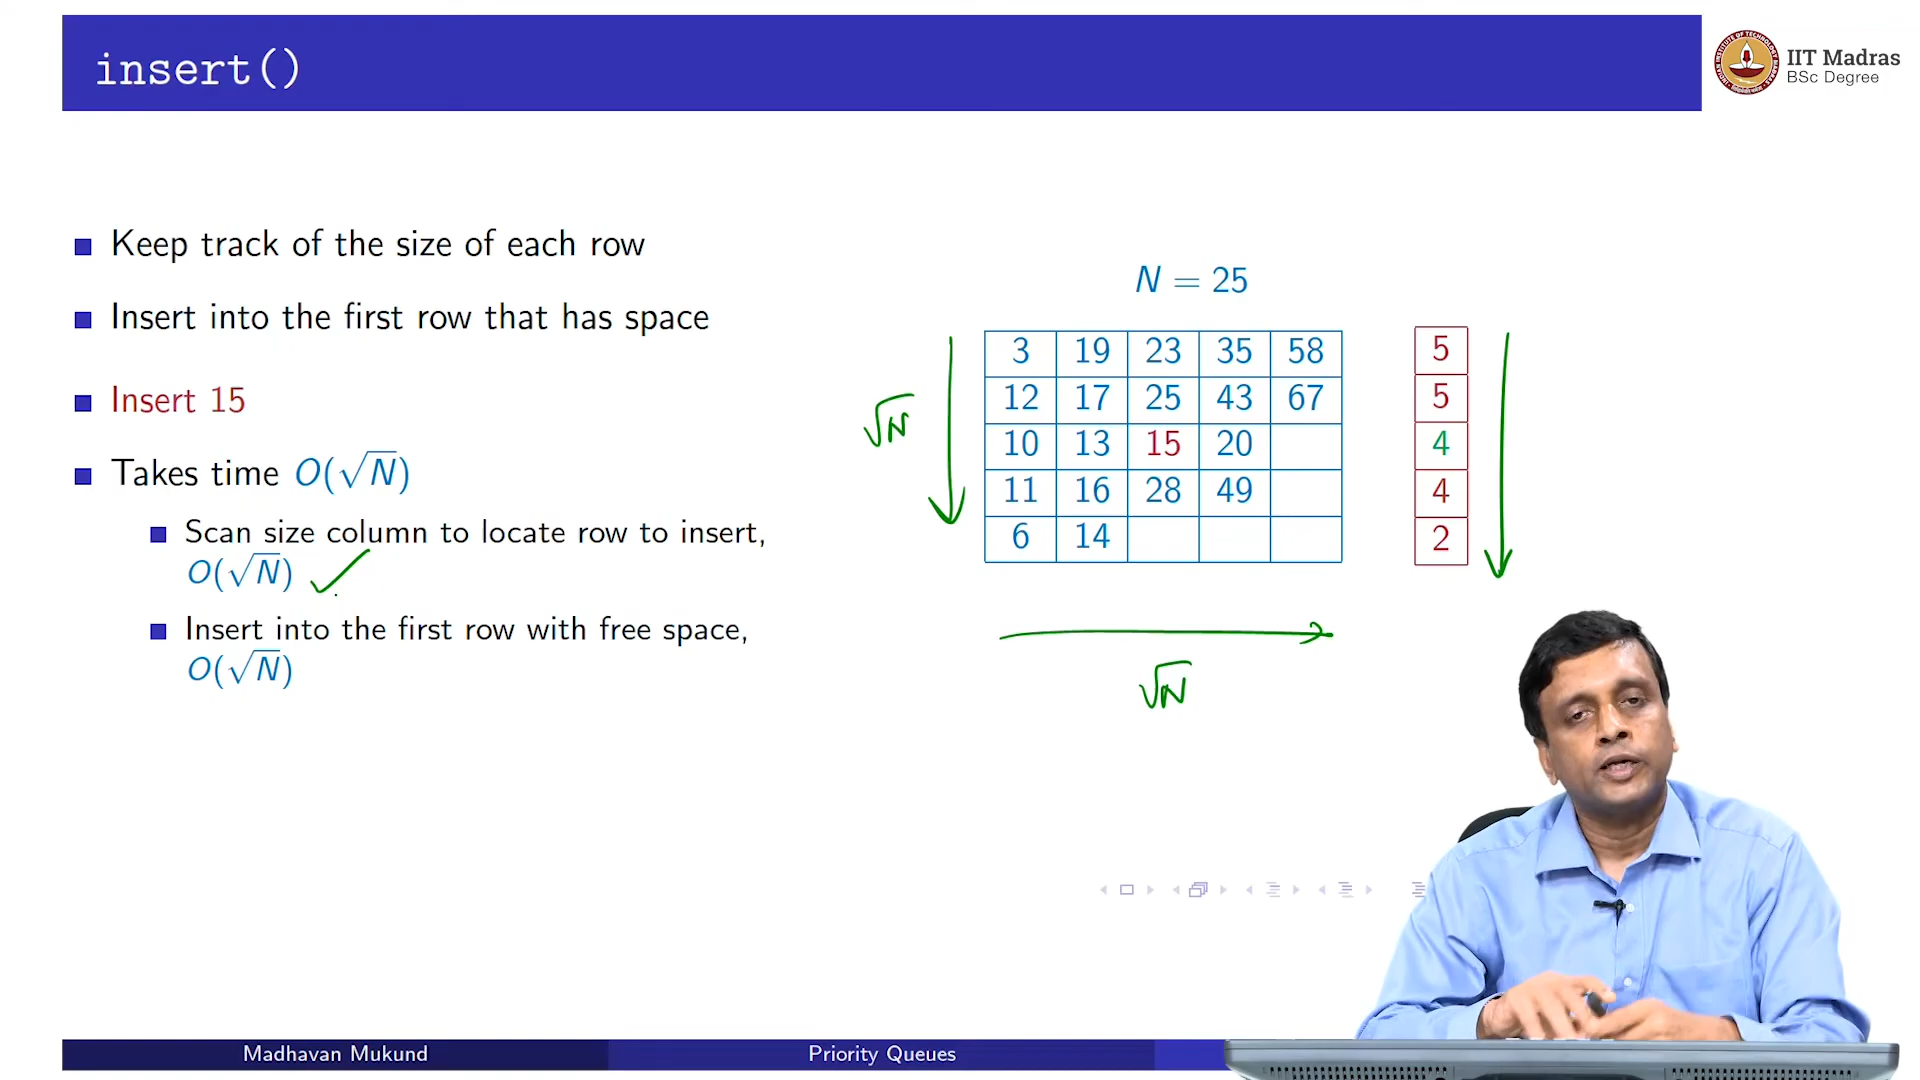 insert()
IIT Madras
BSc Degree
Keep track of the size of each row
Insert into the first row that has space
Insert 15
Takes time O(√N)
Scan size column to locate row to insert,
O(√N)
Insert into the first row with free space,
O(√N)
N = 25
3 19 23 35 58 5
12 17 25 43 67 5
10 13 15 20 4
11 16 28 49 4
6 14 2
√N
√N
Madhavan Mukund
Priority Queues